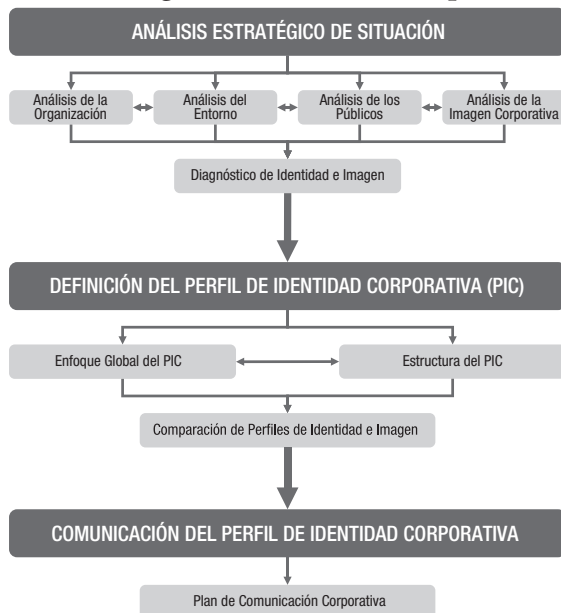 ANÁLISIS ESTRATÉGICO DE SITUACIÓN
Análisis de la
Organización
Análisis del
Entorno
Análisis de los
Públicos
Análisis de la
Imagen Corporativa
Diagnóstico de Identidad e Imagen
DEFINICIÓN DEL PERFIL DE IDENTIDAD CORPORATIVA (PIC)
Enfoque Global del PIC
Estructura del PIC
Comparación de Perfiles de Identidad e Imagen
COMUNICACIÓN DEL PERFIL DE IDENTIDAD CORPORATIVA
Plan de Comunicación Corporativa